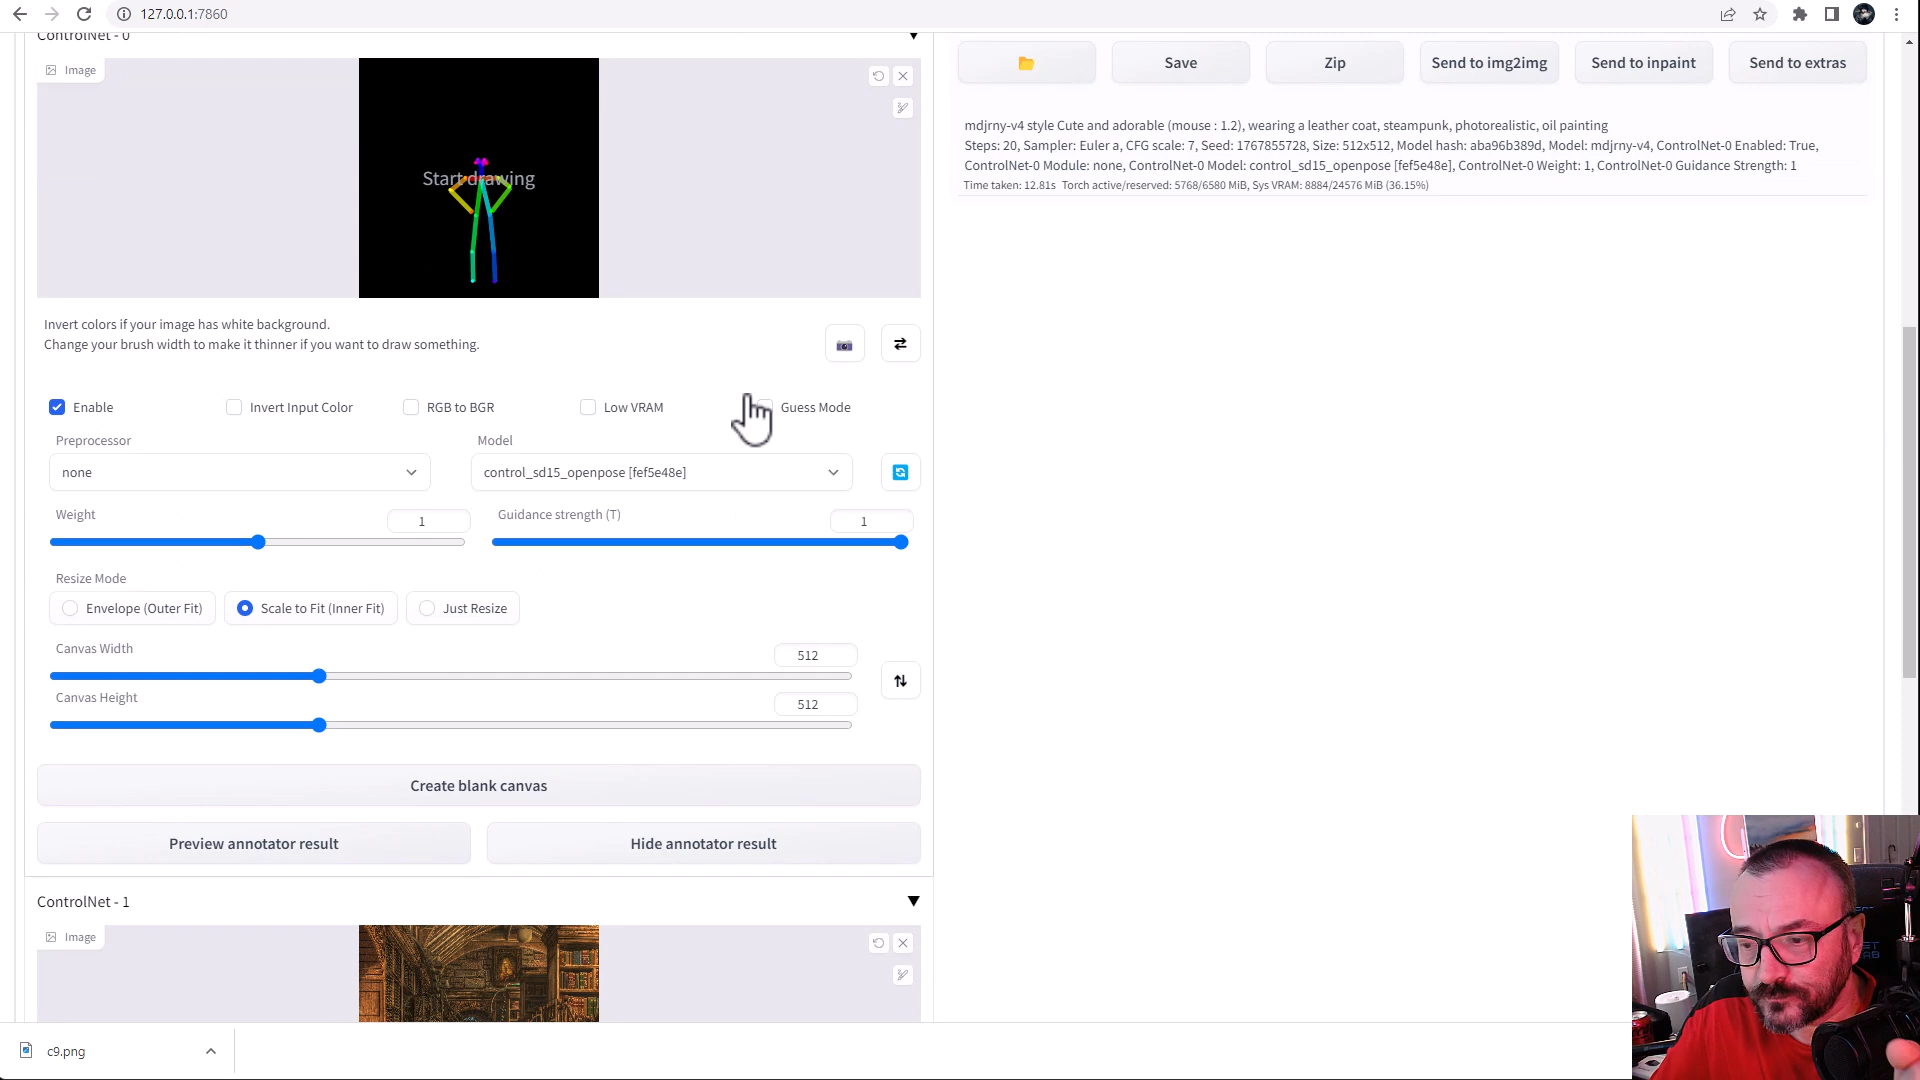 127.0.0.1:7860
ControlNet - 0
Image
Start drawing
Invert colors if your image has white background.
Change your brush width to make it thinner if you want to draw something.
Enable
Invert Input Color
RGB to BGR
Low VRAM
Guess Mode
Preprocessor
Model
none
control_sd15_openpose [fef5e48e]
Weight
1
Guidance strength (T)
1
Resize Mode
Envelope (Outer Fit)
Scale to Fit (Inner Fit)
Just Resize
Canvas Width
512
Canvas Height
512
Create blank canvas
Preview annotator result
Hide annotator result
ControlNet - 1
Image
c9.png
Save
Zip
Send to img2img
Send to inpaint
Send to extras
mdjrny-v4 style Cute and adorable (mouse : 1.2), wearing a leather coat, steampunk, photorealistic, oil painting
Steps: 20, Sampler: Euler a, CFG scale: 7, Seed: 1767855728, Size: 512x512, Model hash: aba96b389d, Model: mdjrny-v4, ControlNet-0 Enabled: True,
ControlNet-0 Module: none, ControlNet-0 Model: control_sd15_openpose [fef5e48e], ControlNet-0 Weight: 1, ControlNet-0 Guidance Strength: 1
Time taken: 12.81s Torch active/reserved: 5768/6580 MiB, Sys VRAM: 8884/24576 MiB (36.15%)